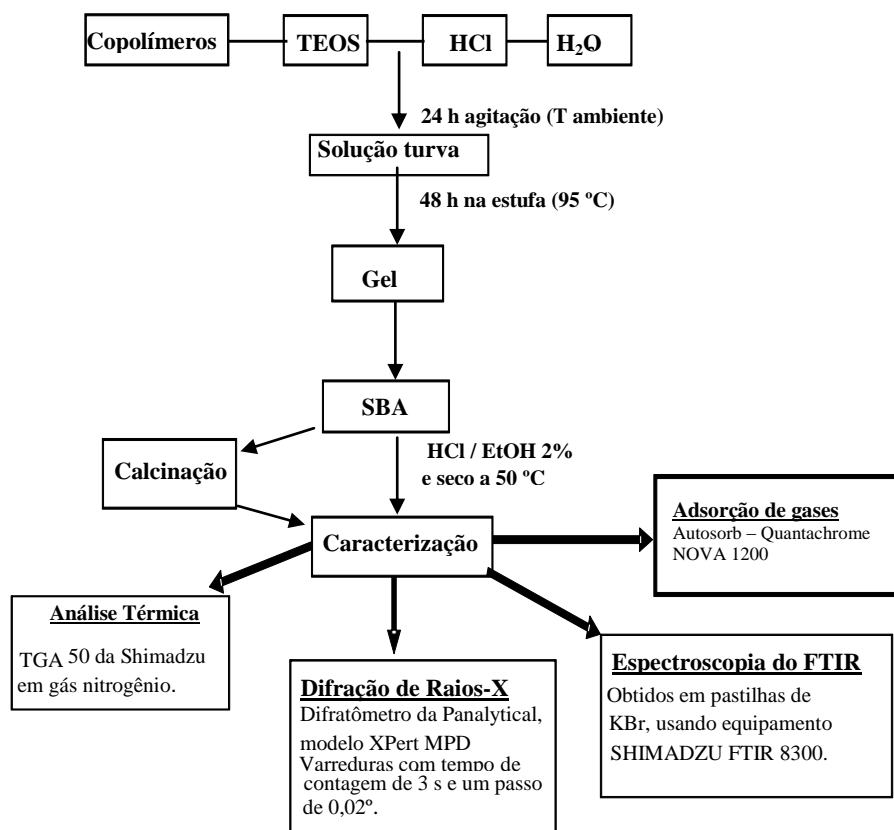 Copolímeros
TEOS
HCl
H₂O
24 h agitação (T ambiente)
Solução turva
48 h na estufa (95 ºC)
Gel
SBA
HCl / EtOH 2%
e seco a 50 ºC
Calcinação
Caracterização
Adsorção de gases
Autosorb – Quantachrome
NOVA 1200
Análise Térmica
TGA 50 da Shimadzu
em gás nitrogênio.
Difração de Raios-X
Difratômetro da Panalytical,
modelo XPert MPD
Varreduras com tempo de
contagem de 3 s e um passo
de 0,02º.
Espectroscopia do FTIR
Obtidos em pastilhas de
KBr, usando equipamento
SHIMADZU FTIR 8300.